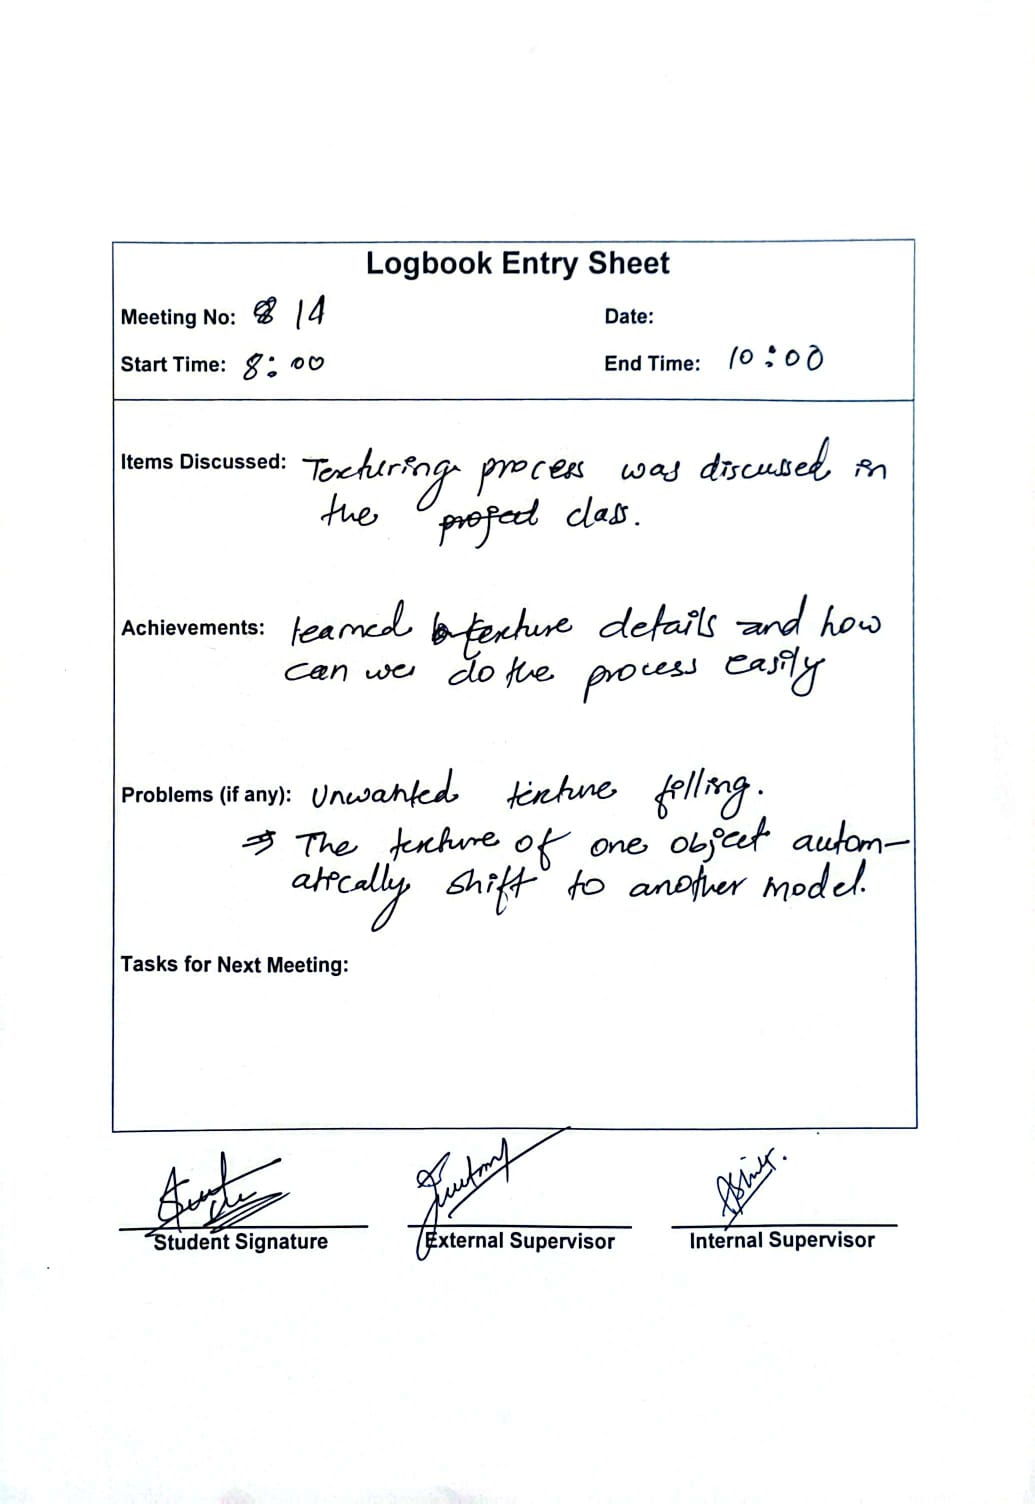 Logbook Entry Sheet
Meeting No: 14 Date:
Start Time: 8:00 End Time: 10:00
Items Discussed: Texturing process was discussed in
the project class.
Achievements: learned texture details and how
can we do the process easily
Problems (if any): Unwanted texture filling.
⇒ The texture of one object autom-
atically shift to another model.
Tasks for Next Meeting:
Student Signature External Supervisor Internal Supervisor